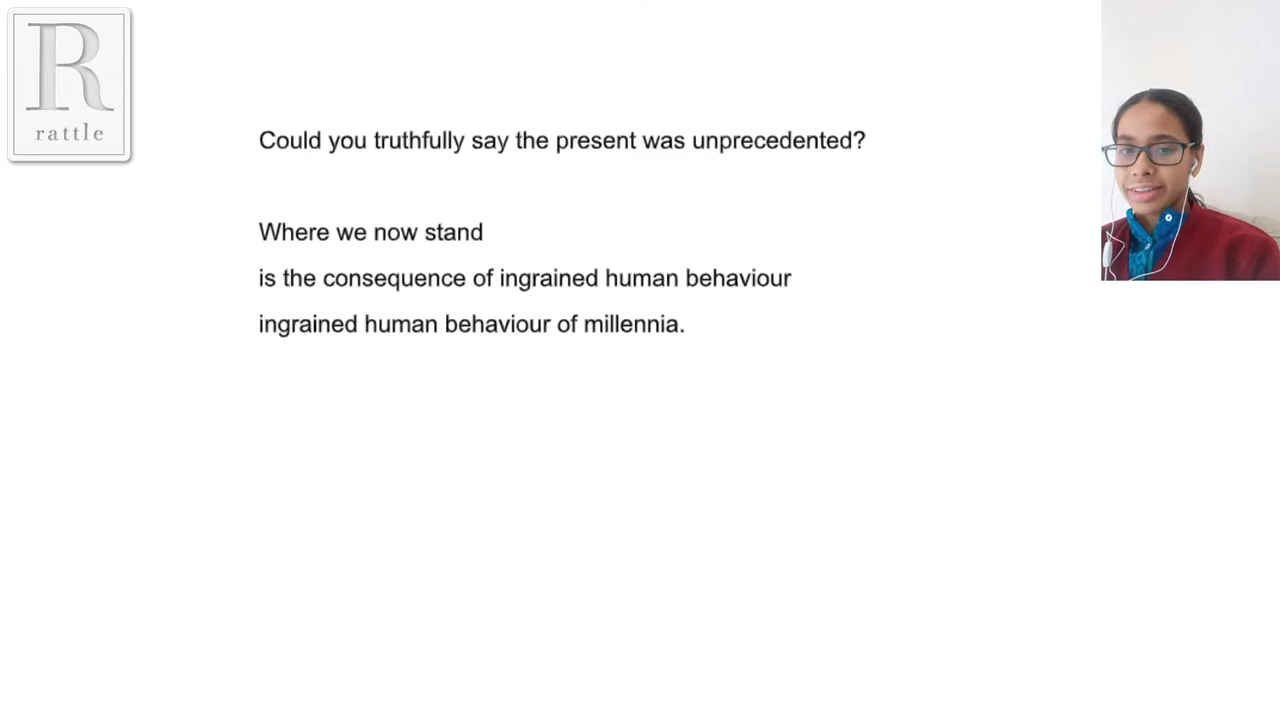 R
rattle
Could you truthfully say the present was unprecedented?
Where we now stand
is the consequence of ingrained human behaviour
ingrained human behaviour of millennia.